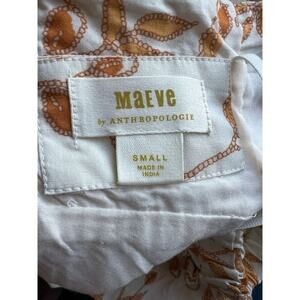 MAEVE
by ANTHROPOLOGIE
SMALL
MADE IN
INDIA